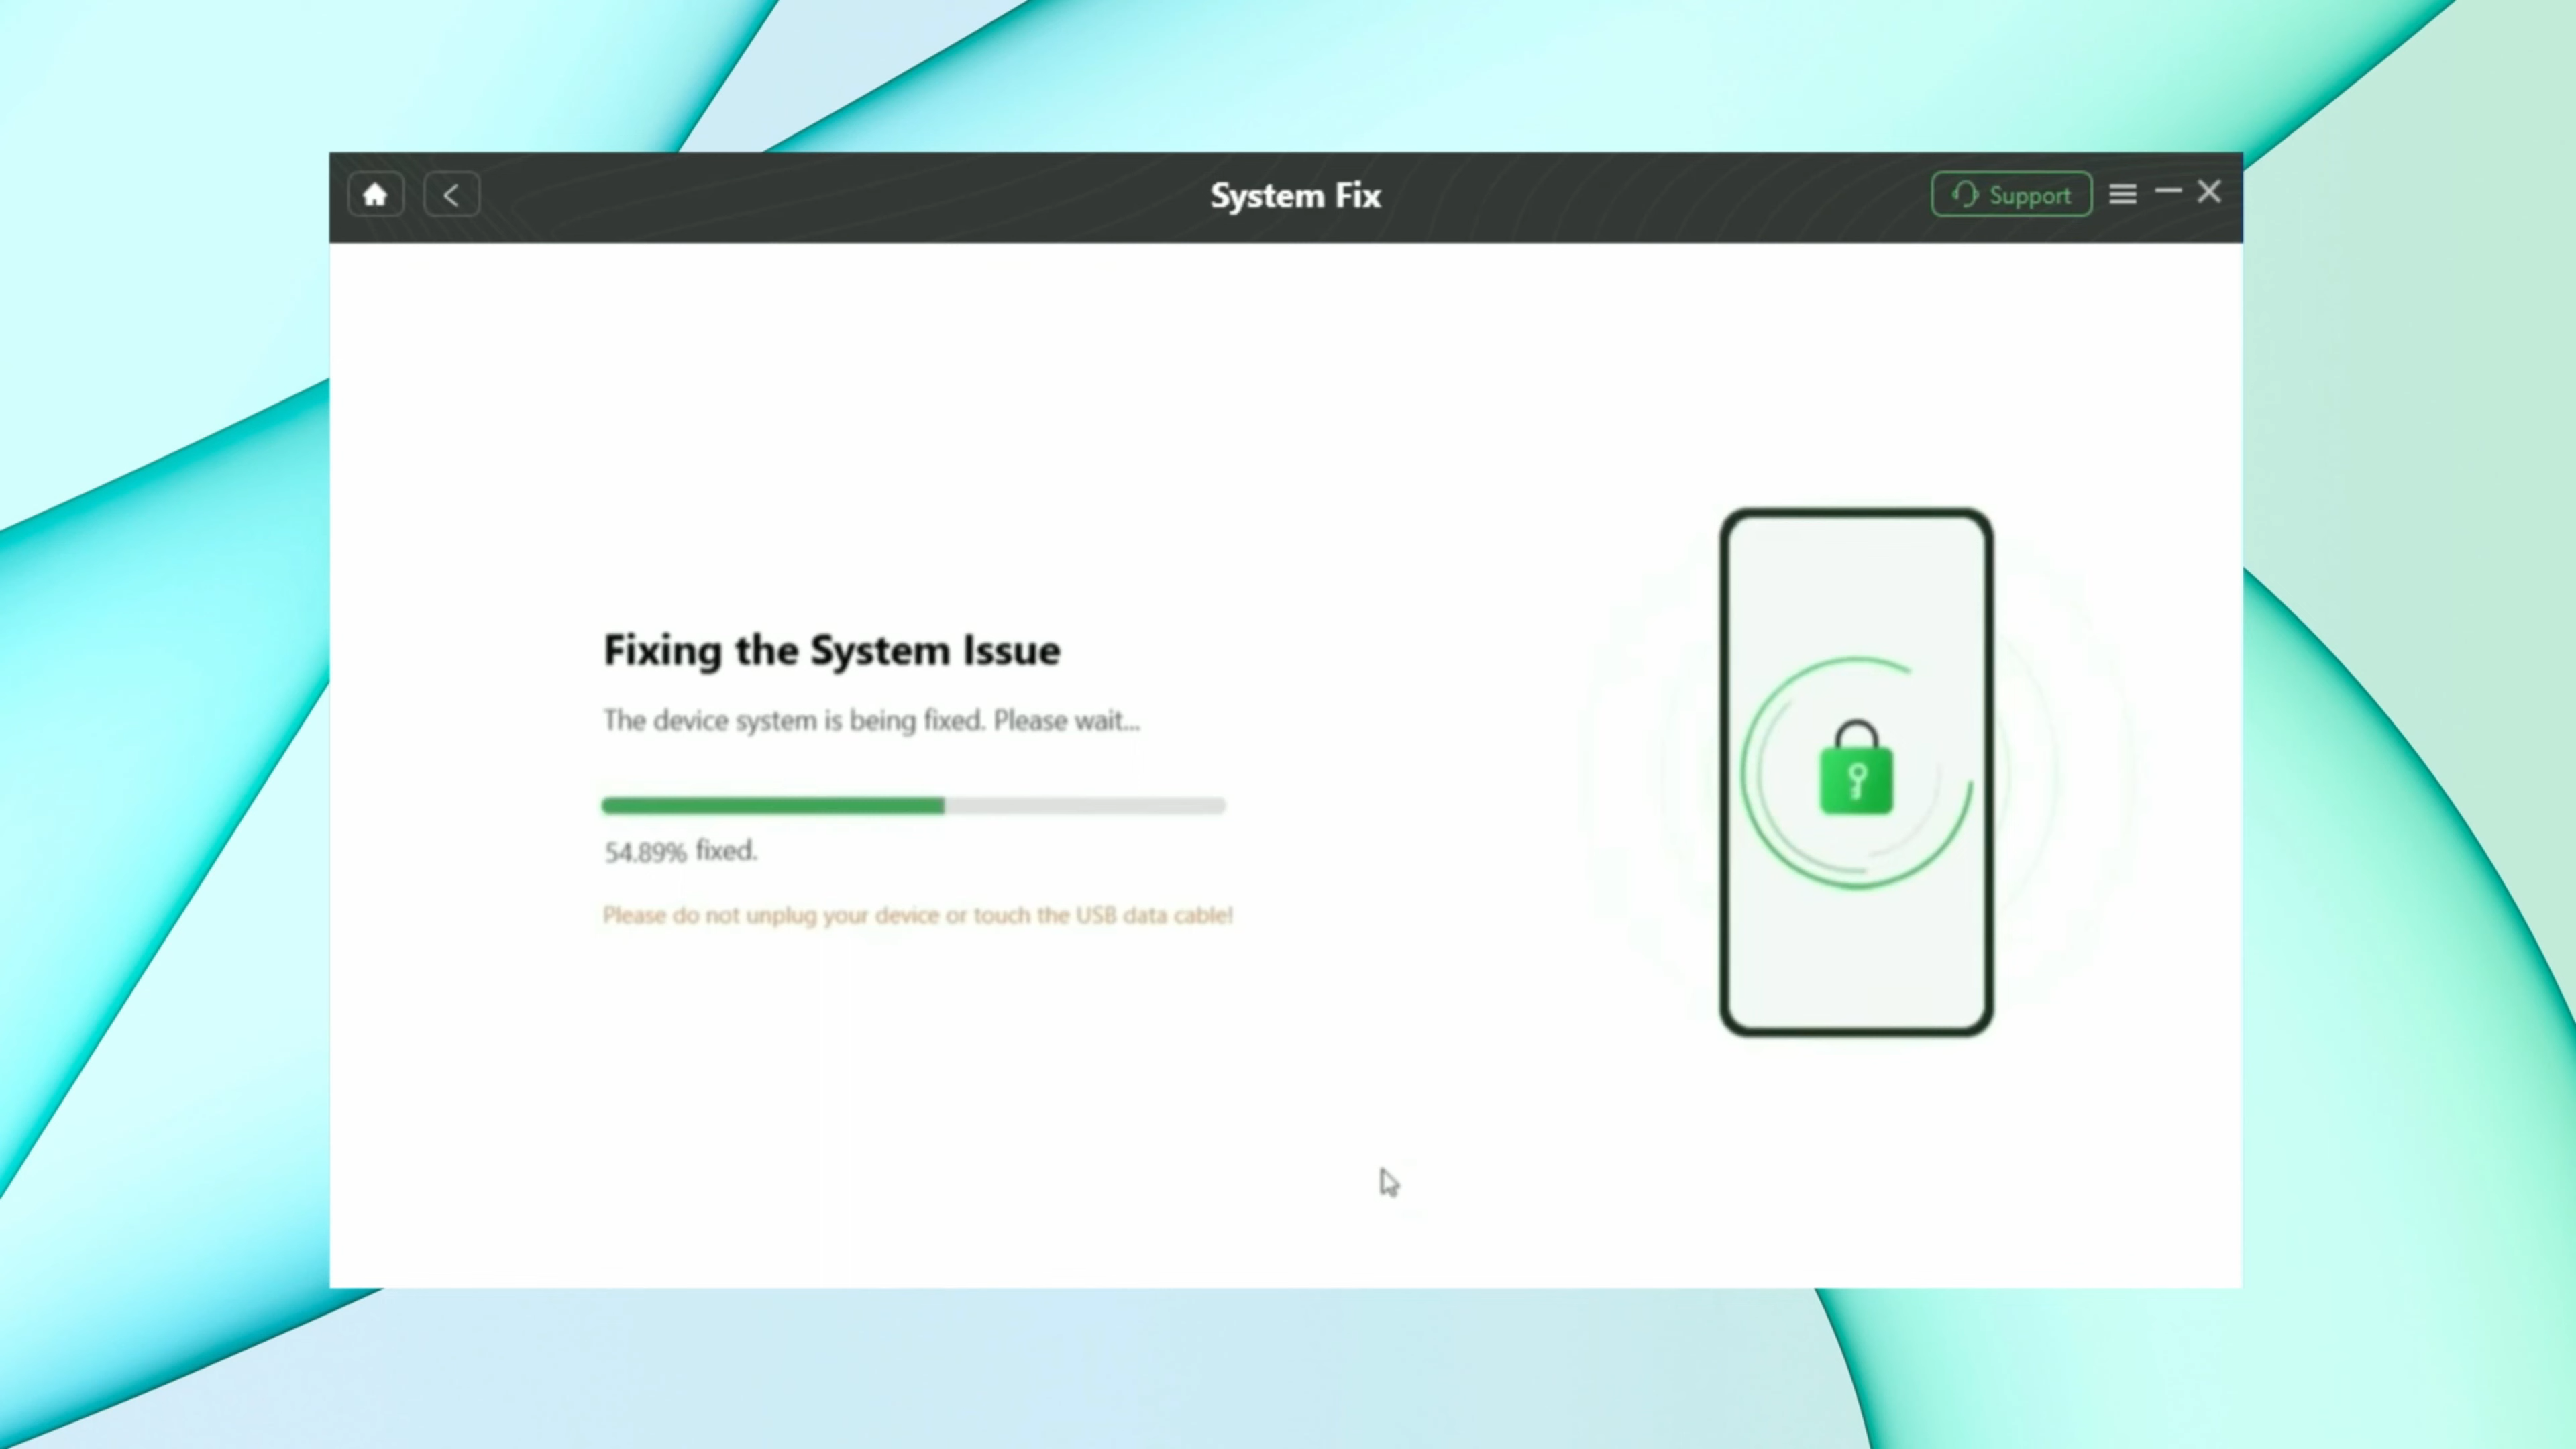 System Fix
Support
Fixing the System Issue
The device system is being fixed. Please wait...
54.89% fixed.
Please do not unplug your device or touch the USB data cable!